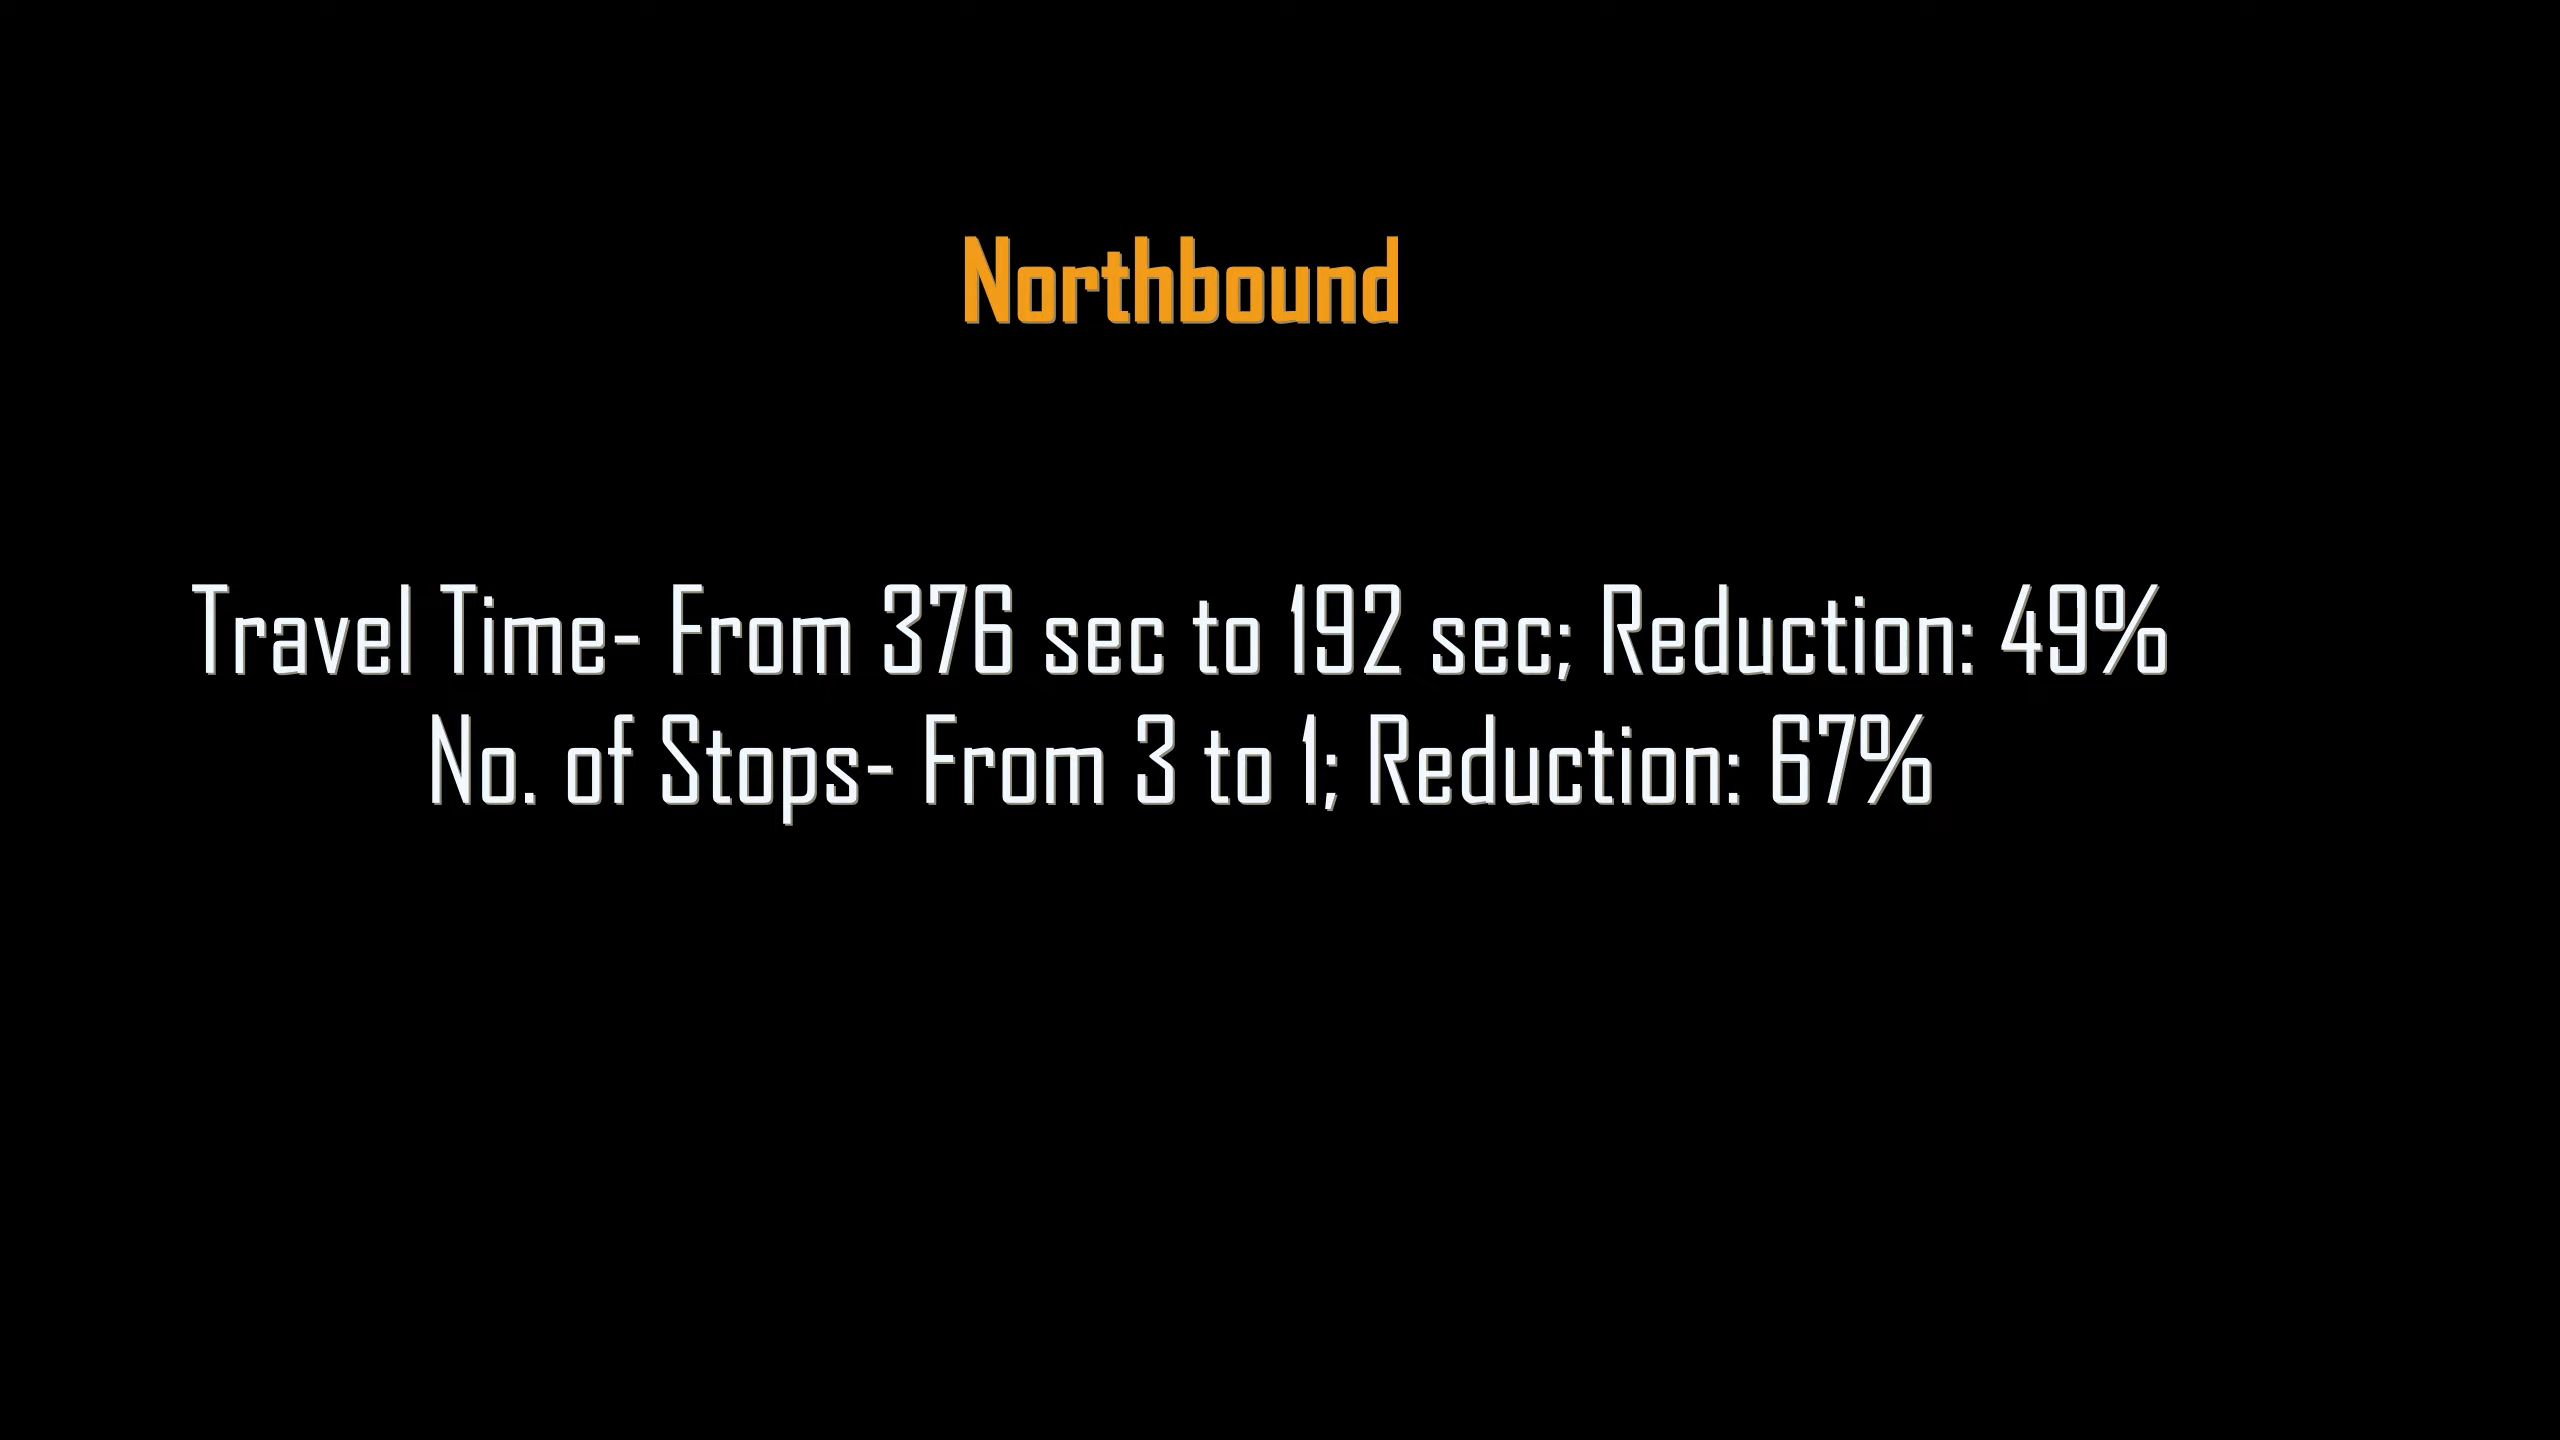 Northbound
Travel Time- From 376 sec to 192 sec; Reduction: 49%
No. of Stops- From 3 to 1; Reduction: 67%